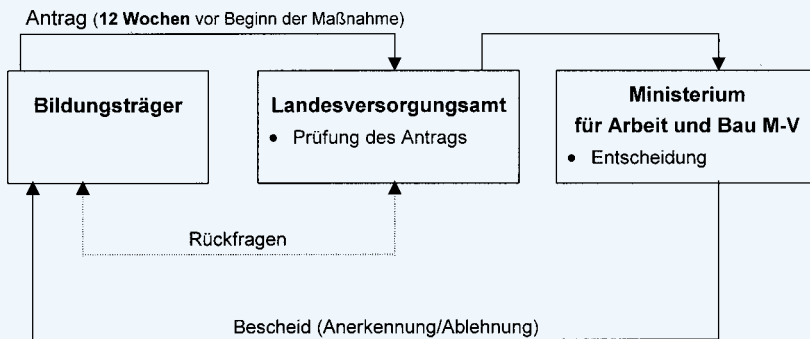 Antrag (12 Wochen vor Beginn der Maßnahme)
Bildungsträger
Landesversorgungsamt
• Prüfung des Antrags
Ministerium
für Arbeit und Bau M-V
• Entscheidung
Rückfragen
Bescheid (Anerkennung/Ablehnung)